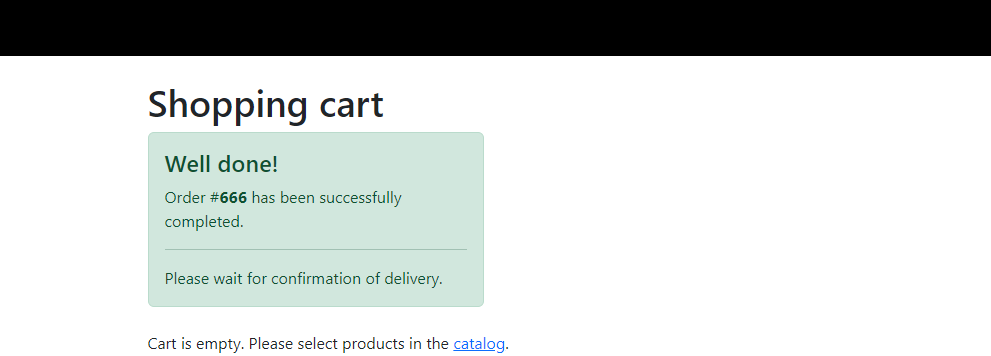 Shopping cart
Well done!
Order #666 has been successfully
completed.
Please wait for confirmation of delivery.
Cart is empty. Please select products in the catalog.